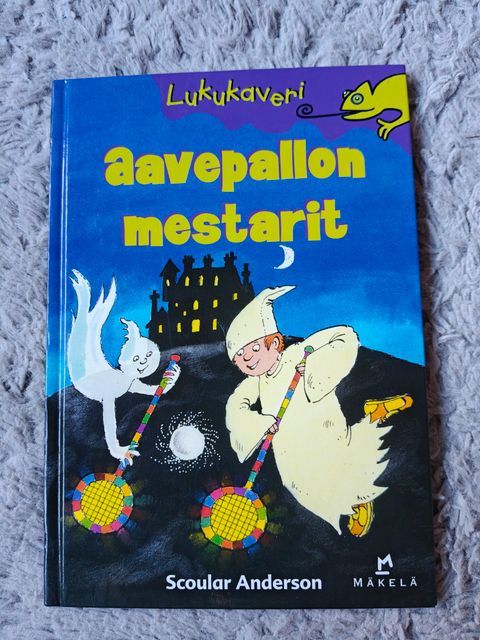 Lukukaveri
aavepallon
mestarit
Scoular Anderson
MÄKELÄ